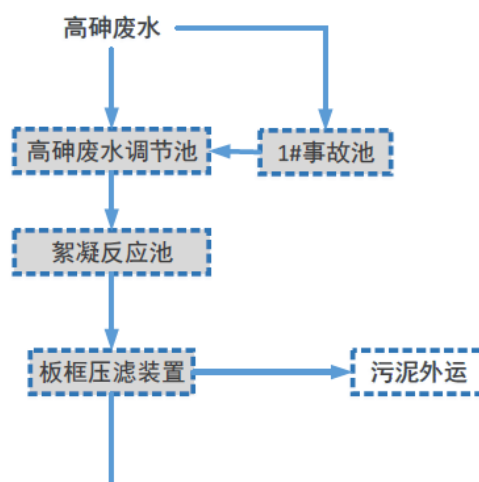 高砷废水
高砷废水调节池
1#事故池
絮凝反应池
板框压滤装置
污泥外运